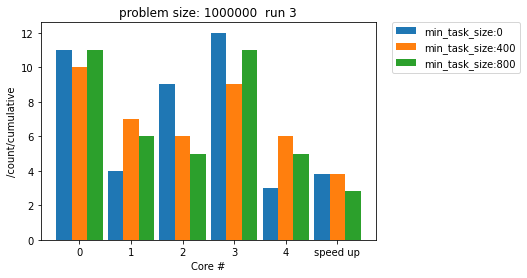 problem size: 1000000  run 3
min_task_size:0
min_task_size:400
min_task_size:800
/count/cumulative
12
10
8
6
4
2
0
0 1 2 3 4 speed up
Core #